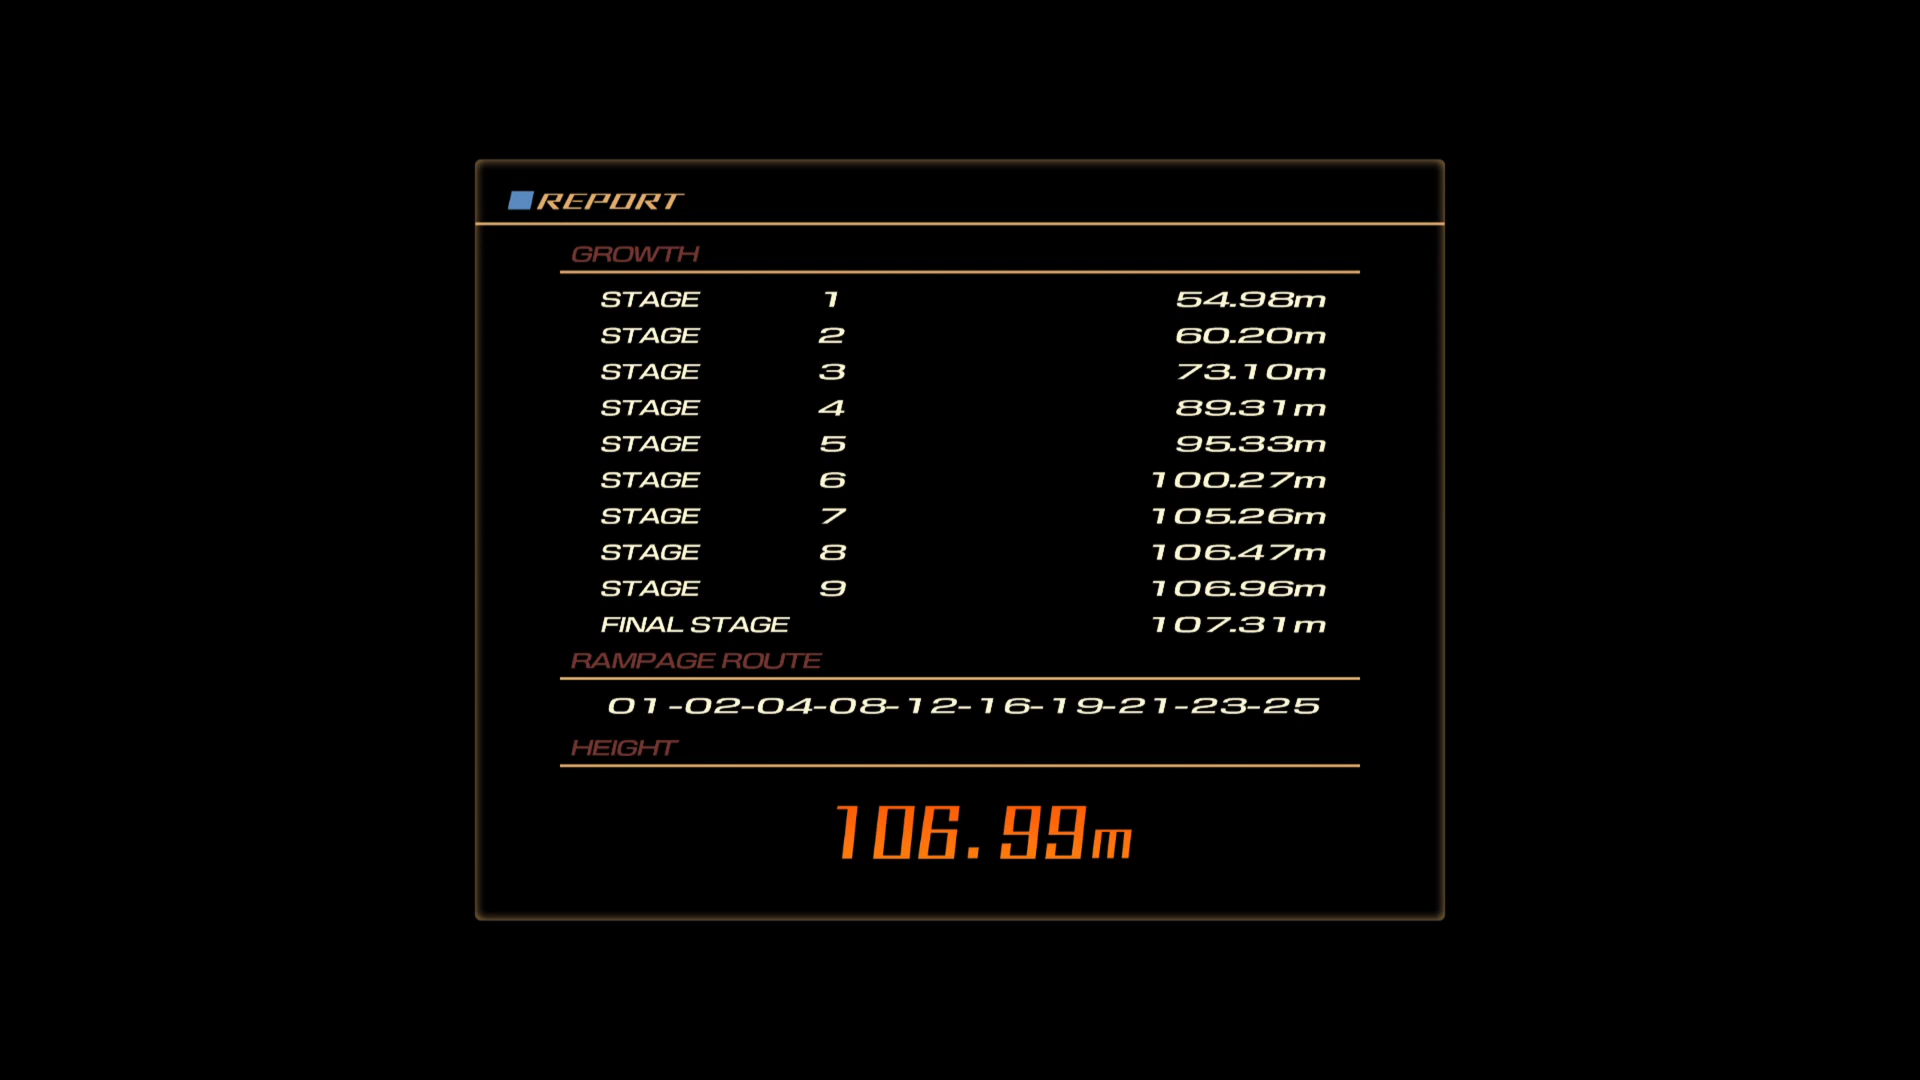 REPORT
GROWTH
STAGE 1 54.98m
STAGE 2 60.20m
STAGE 3 73.10m
STAGE 4 89.31m
STAGE 5 95.33m
STAGE 6 100.27m
STAGE 7 105.26m
STAGE 8 106.47m
STAGE 9 106.96m
FINAL STAGE 107.31m
RAMPAGE ROUTE
01-02-04-08-12-16-19-21-23-25
HEIGHT
106.99m